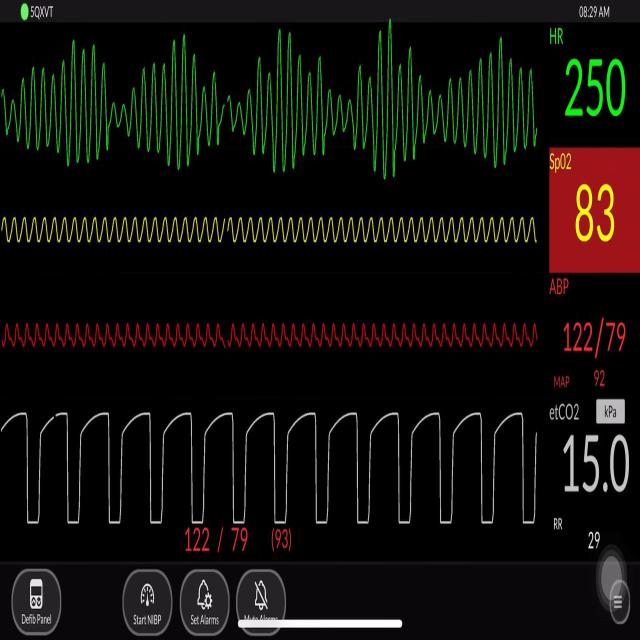 5QXVT
08:29 AM
HR
250
SpO2
83
ABP
122/79
MAP 92
etCO2 kPa
15.0
RR
29
122 / 79 (93)
Defib Panel
Start NIBP
Set Alarms
Mute Alarms